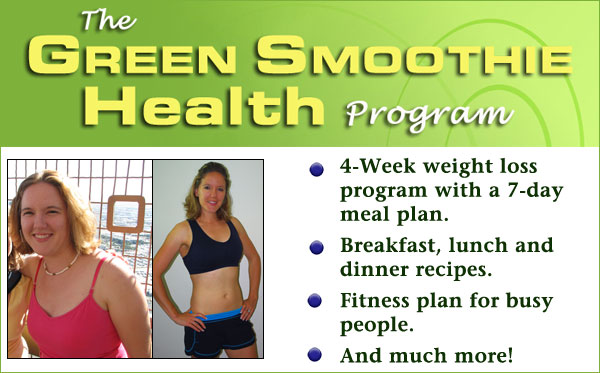 The
GREEN SMOOTHIE
Health Program
4-Week weight loss
program with a 7-day
meal plan.
Breakfast, lunch and
dinner recipes.
Fitness plan for busy
people.
And much more!